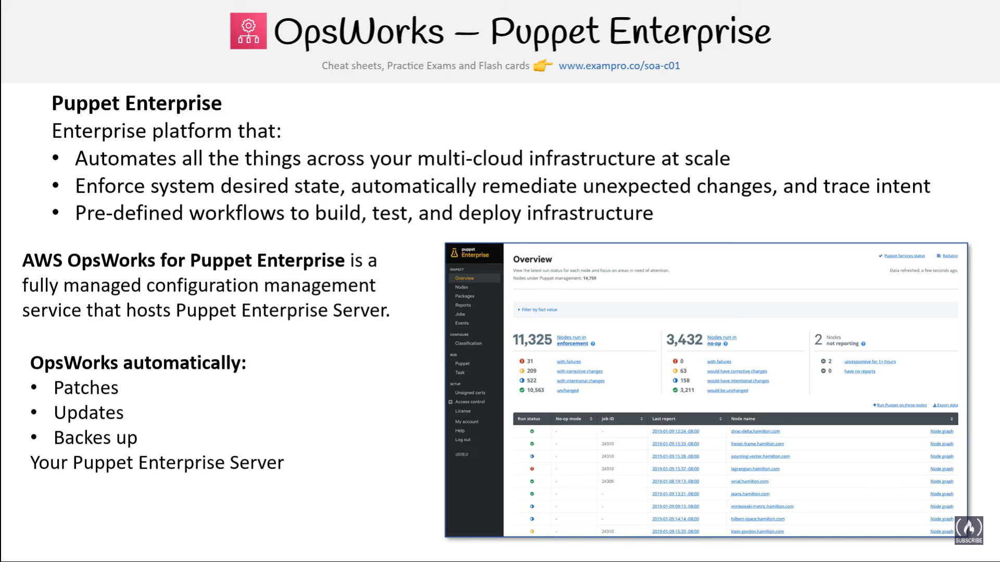 OpsWorks – Puppet Enterprise
Cheat sheets, Practice Exams and Flash cards 👉 www.exampro.co/soa-c01
Puppet Enterprise
Enterprise platform that:
• Automates all the things across your multi-cloud infrastructure at scale
• Enforce system desired state, automatically remediate unexpected changes, and trace intent
• Pre-defined workflows to build, test, and deploy infrastructure
AWS OpsWorks for Puppet Enterprise is a
fully managed configuration management
service that hosts Puppet Enterprise Server.
OpsWorks automatically:
• Patches
• Updates
• Backes up
Your Puppet Enterprise Server
puppet
Enterprise
INSPECT
Overview
Nodes
Packages
Reports
Jobs
Events
CONFIGURE
Classification
RUN
Puppet
Task
SETUP
Unsigned certs
Access control
License
My account
Help
Log out
v2019.1.0
Overview
Puppet Services status Radiator
View the latest run status for each node and focus on areas in need of attention.
Data refreshed: a few seconds ago.
Nodes under Puppet management: 14,759
Filter by fact value
11,325 Nodes run in enforcement
31 with failures
209 with corrective changes
522 with intentional changes
10,563 unchanged
3,432 Nodes run in no-op
0 with failures
63 would have corrective changes
158 would have intentional changes
3,211 would be unchanged
2 Nodes not reporting
2 unresponsive for 1+ hours
0 have no reports
Run Puppet on these nodes Export data
Run status No-op mode Job ID Last report Node name
- - 2019-01-09 12:24 -08:00 dirac-delta.hamilton.com Node graph
- 24310 2019-01-09 15:33 -08:00 frenet-frame.hamilton.com Node graph
- 24310 2019-01-09 15:28 -08:00 poynting-vector.hamilton.com Node graph
- 24310 2019-01-09 15:37 -08:00 lagrangian.hamilton.com Node graph
- 24309 2019-01-08 19:13 -08:00 virial.hamilton.com Node graph
- - 2019-01-09 13:21 -08:00 jeans.hamilton.com Node graph
- - 2019-01-09 09:13 -08:00 minkowski-metric.hamilton.com Node graph
- - 2019-01-09 14:14 -08:00 hilbert-space.hamilton.com Node graph
- 24310 2019-01-09 15:33 -08:00 klein-gordon.hamilton.com Node graph
SUBSCRIBE